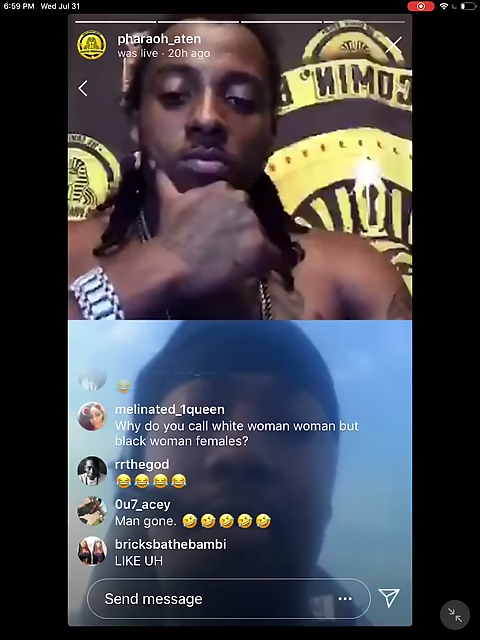 6:59 PM Wed Jul 31
pharaoh_aten
was live · 20h ago
COMIN'
melinated_1queen
Why do you call white woman woman but
black woman females?
rrthegod
😂😂😂😂
0u7_acey
Man gone. 🤣🤣🤣🤣🤣
bricksbathebambi
LIKE UH
Send message